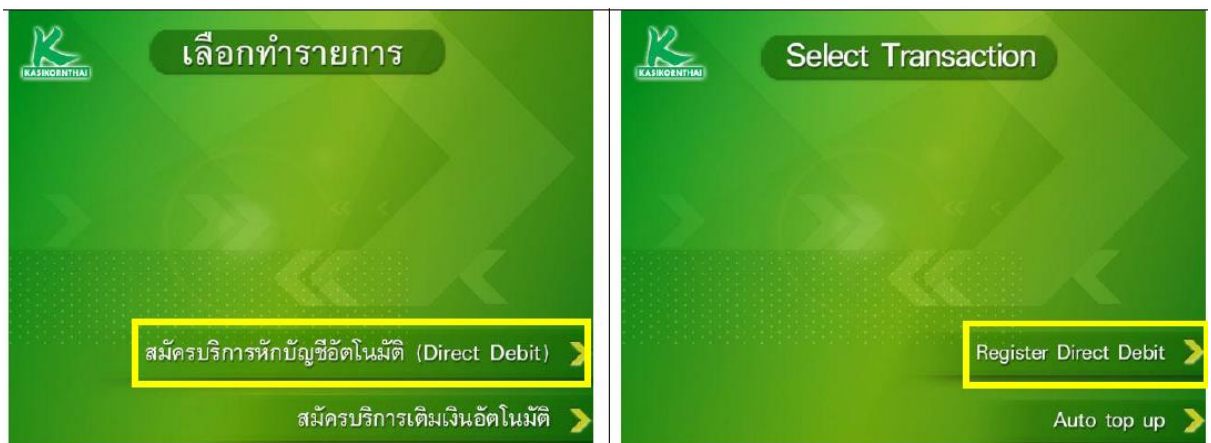 KASIKORNTHAI
เลือกทำรายการ
สมัครบริการหักบัญชีอัตโนมัติ (Direct Debit)
สมัครบริการเติมเงินอัตโนมัติ
KASIKORNTHAI
Select Transaction
Register Direct Debit
Auto top up